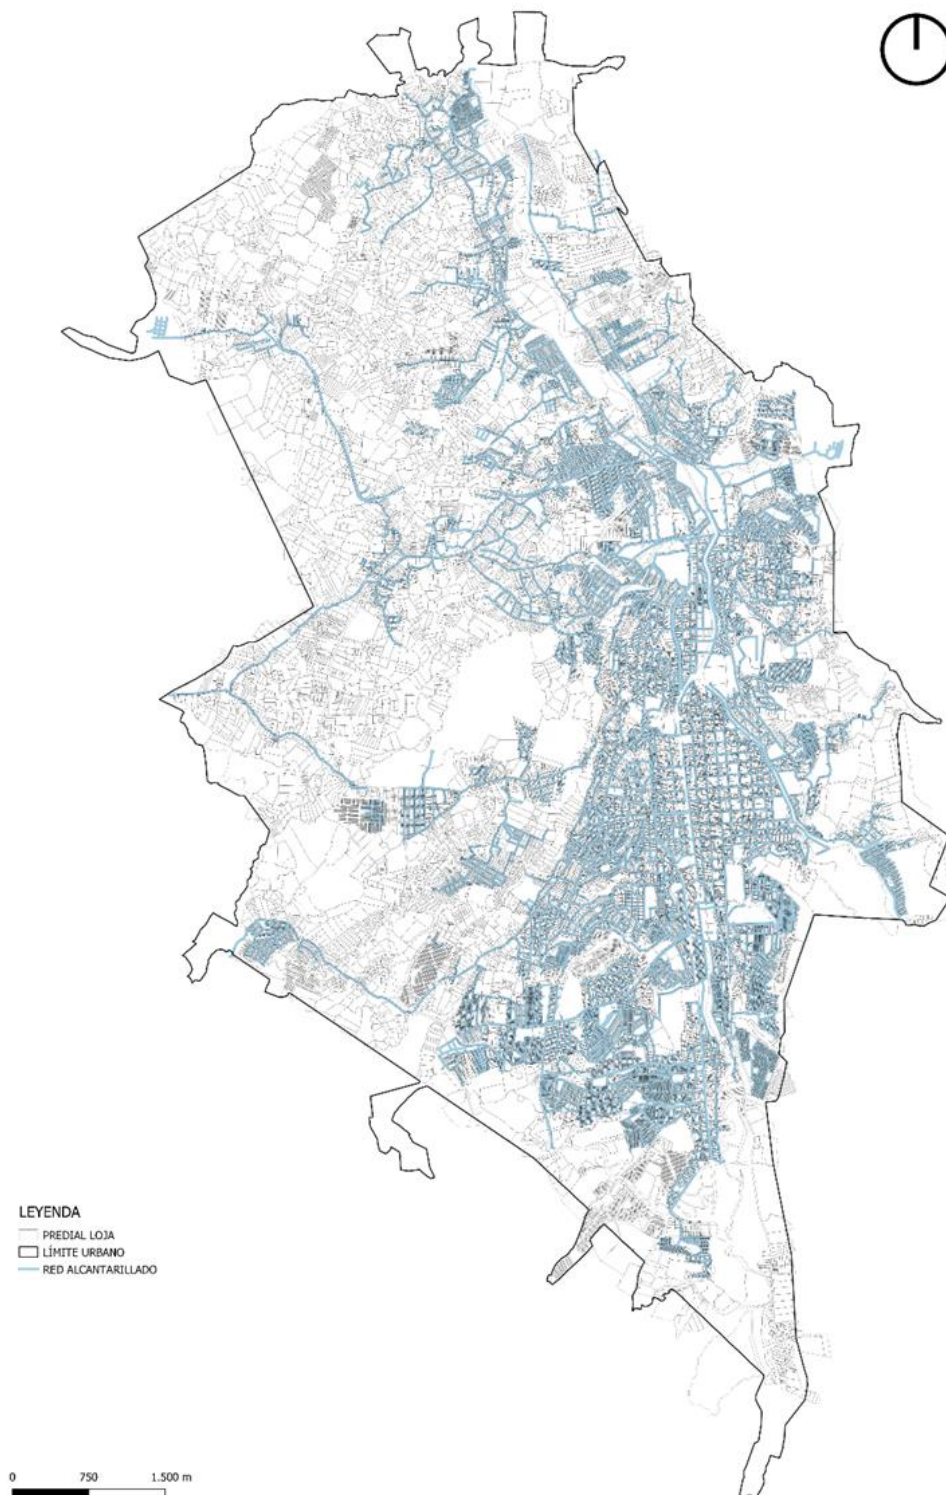 LEYENDA
PREDIAL LOJA
LÍMITE URBANO
RED ALCANTARILLADO
0 750 1.500 m